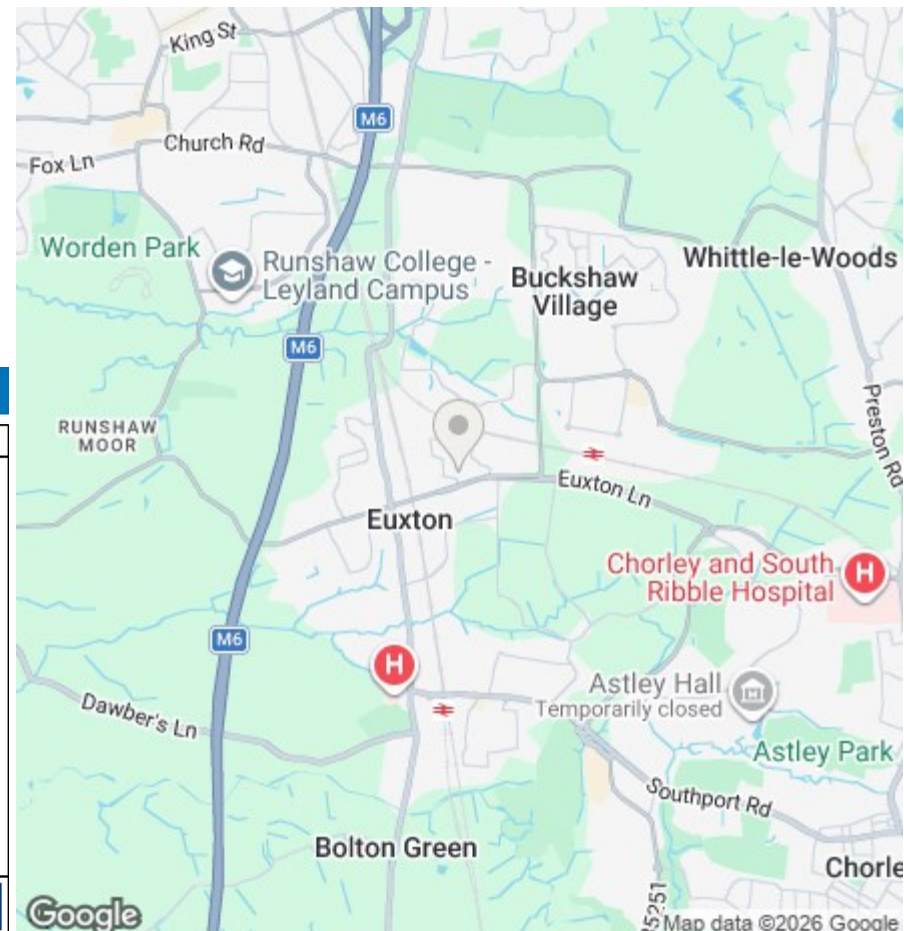 King St
M6
Church Rd
Fox Ln
Worden Park
Runshaw College -
Leyland Campus
Whittle-le-Woods
Buckshaw
Village
M6
Preston Rd
RUNSHAW
MOOR
Euxton Ln
Euxton
Chorley and South
Ribble Hospital
H
M6
H
Astley Hall
Temporarily closed
Dawber's Ln
Astley Park
Southport Rd
Bolton Green
Chorle
5251
Google
Map data ©2026 Google